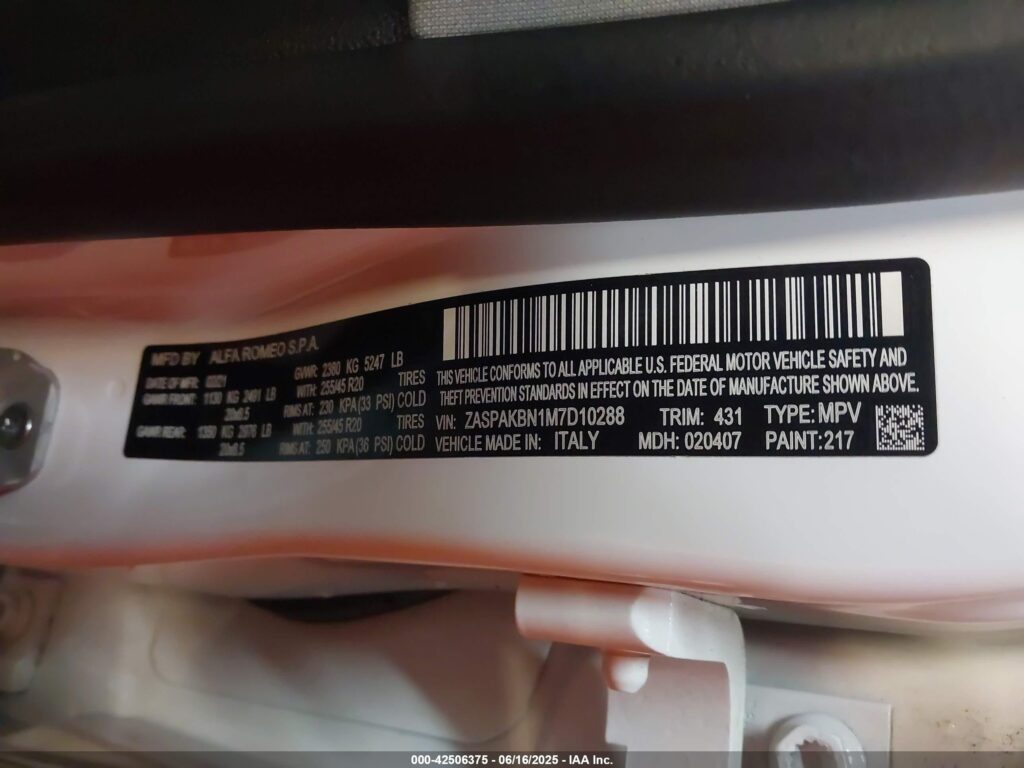 MFD BY ALFA ROMEO S.P.A.
DATE OF MFR: 03/21 GVWR: 2380 KG 5247 LB
GAWR FRONT: 1130 KG 2491 LB WITH: 255/45 R20 TIRES
20x8.5 RIMS AT: 230 KPA (33 PSI) COLD
GAWR REAR: KG LB WITH: 255/45 R20 TIRES
20x8.5 RIMS AT: 250 KPA (36 PSI) COLD
THIS VEHICLE CONFORMS TO ALL APPLICABLE U.S. FEDERAL MOTOR VEHICLE SAFETY AND
THEFT PREVENTION STANDARDS IN EFFECT ON THE DATE OF MANUFACTURE SHOWN ABOVE.
VIN: ZASPAKBN1M7D10288 TRIM: 431 TYPE: MPV
VEHICLE MADE IN: ITALY MDH: 020407 PAINT: 217
000-42506375 - 06/16/2025 - IAA Inc.